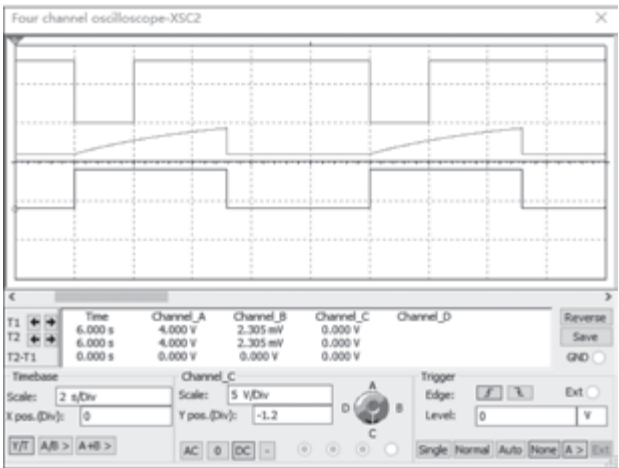 Four channel oscilloscope-XSC2
Time Channel_A Channel_B Channel_C Channel_D
T1 6.000 s 4.000 V 2.305 mV 0.000 V
T2 6.000 s 4.000 V 2.305 mV 0.000 V
T2-T1 0.000 s 0.000 V 0.000 V 0.000 V
Reverse
Save
GND
Timebase
Scale: 2 s/Div
X pos.(Div): 0
Y/T A/B > A+B >
Channel_C
Scale: 5 V/Div
Y pos.(Div): -1.2
AC 0 DC -
A
D B
C
Trigger
Edge: Ext
Level: 0 V
Single Normal Auto None A > Ext